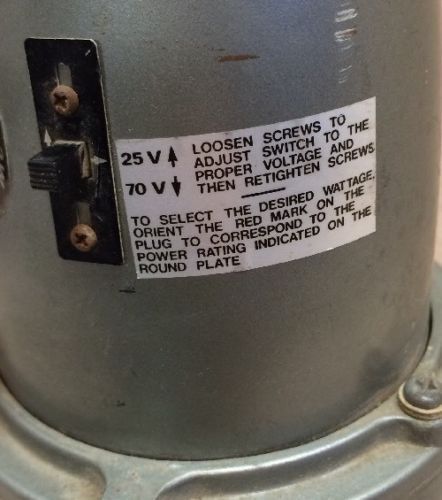 25 V ↑ LOOSEN SCREWS TO
ADJUST SWITCH TO THE
PROPER VOLTAGE AND
70 V ↓ THEN RETIGHTEN SCREWS.
TO SELECT THE DESIRED WATTAGE,
ORIENT THE RED MARK ON THE
PLUG TO CORRESPOND TO THE
POWER RATING INDICATED ON THE
ROUND PLATE